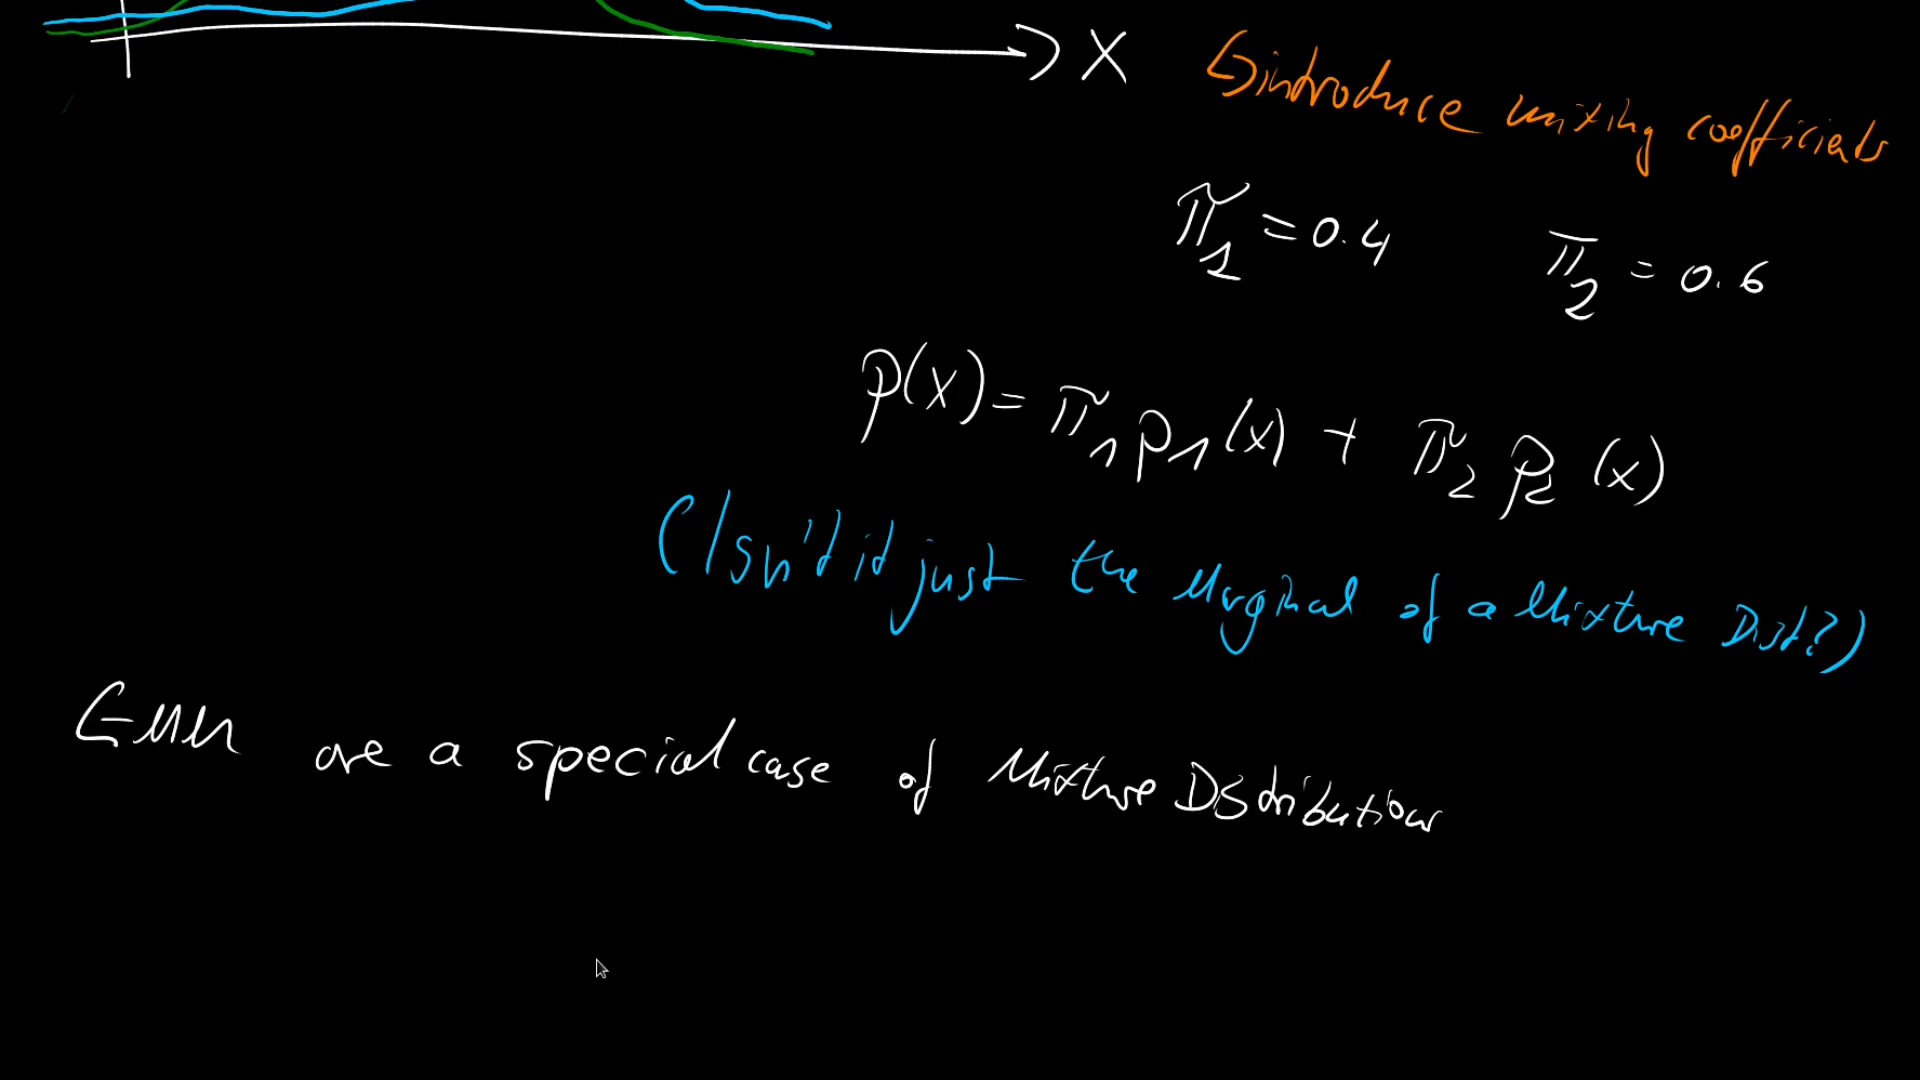 X
↳ introduce mixing coefficients
π₁ = 0.4 π₂ = 0.6
p(x) = π₁ p₁(x) + π₂ p₂(x)
(Isn't it just the Marginal of a Mixture Dist?)
GMM are a special case of Mixture Distributions